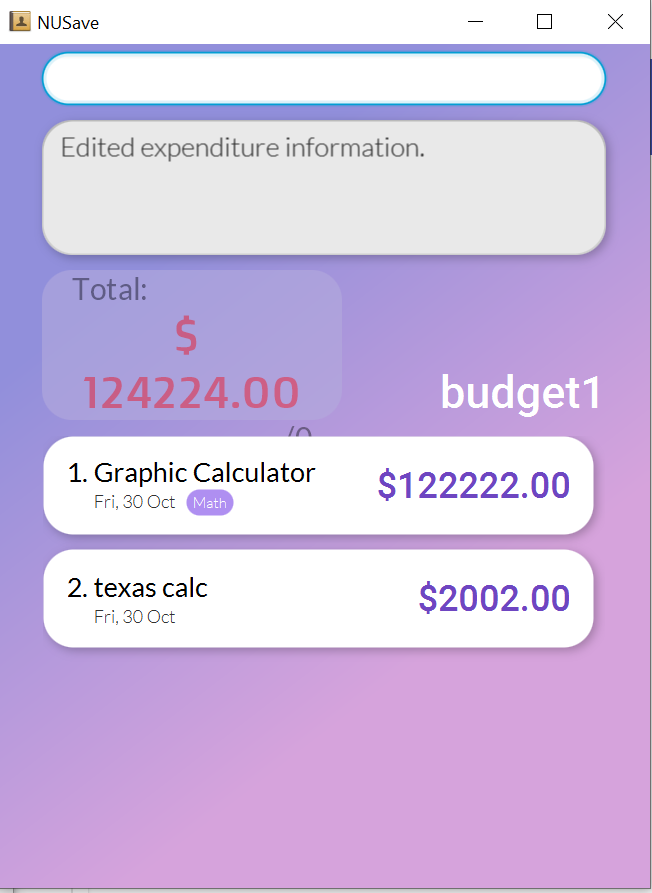 NUSave
Edited expenditure information.
Total:
$
124224.00
budget1
1. Graphic Calculator
$122222.00
Fri, 30 Oct Math
2. texas calc
$2002.00
Fri, 30 Oct